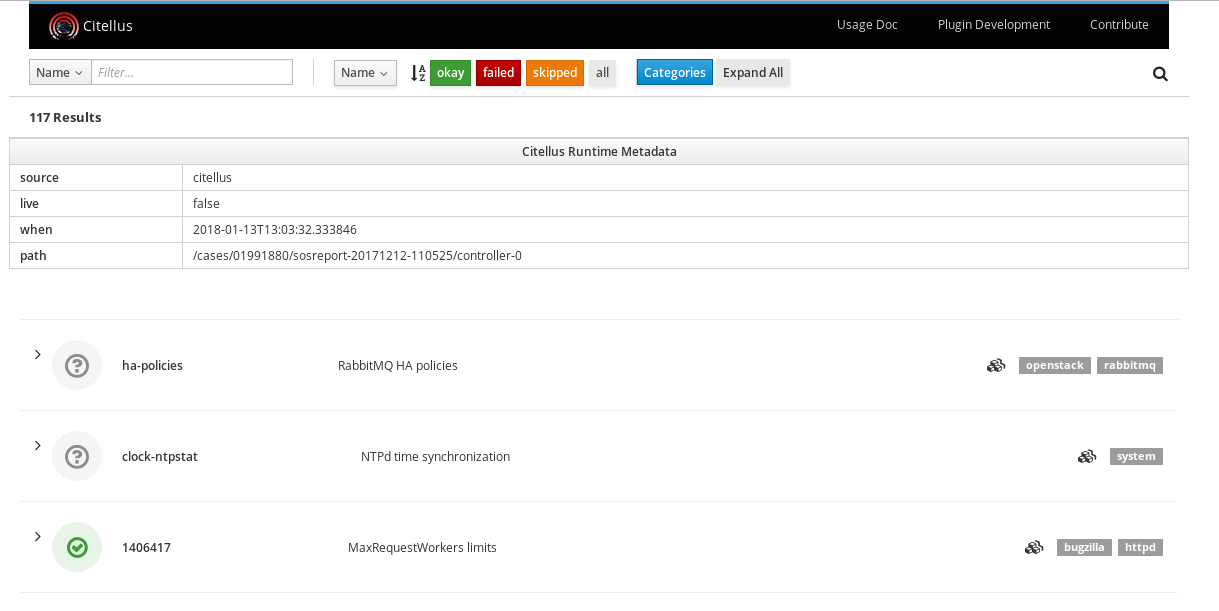 Citellus Usage Doc Plugin Development Contribute
Name Filter... Name okay failed skipped all Categories Expand All
117 Results
Citellus Runtime Metadata
source citellus
live false
when 2018-01-13T13:03:32.333846
path /cases/01991880/sosreport-20171212-110525/controller-0
ha-policies RabbitMQ HA policies openstack rabbitmq
clock-ntpstat NTPd time synchronization system
1406417 MaxRequestWorkers limits bugzilla httpd